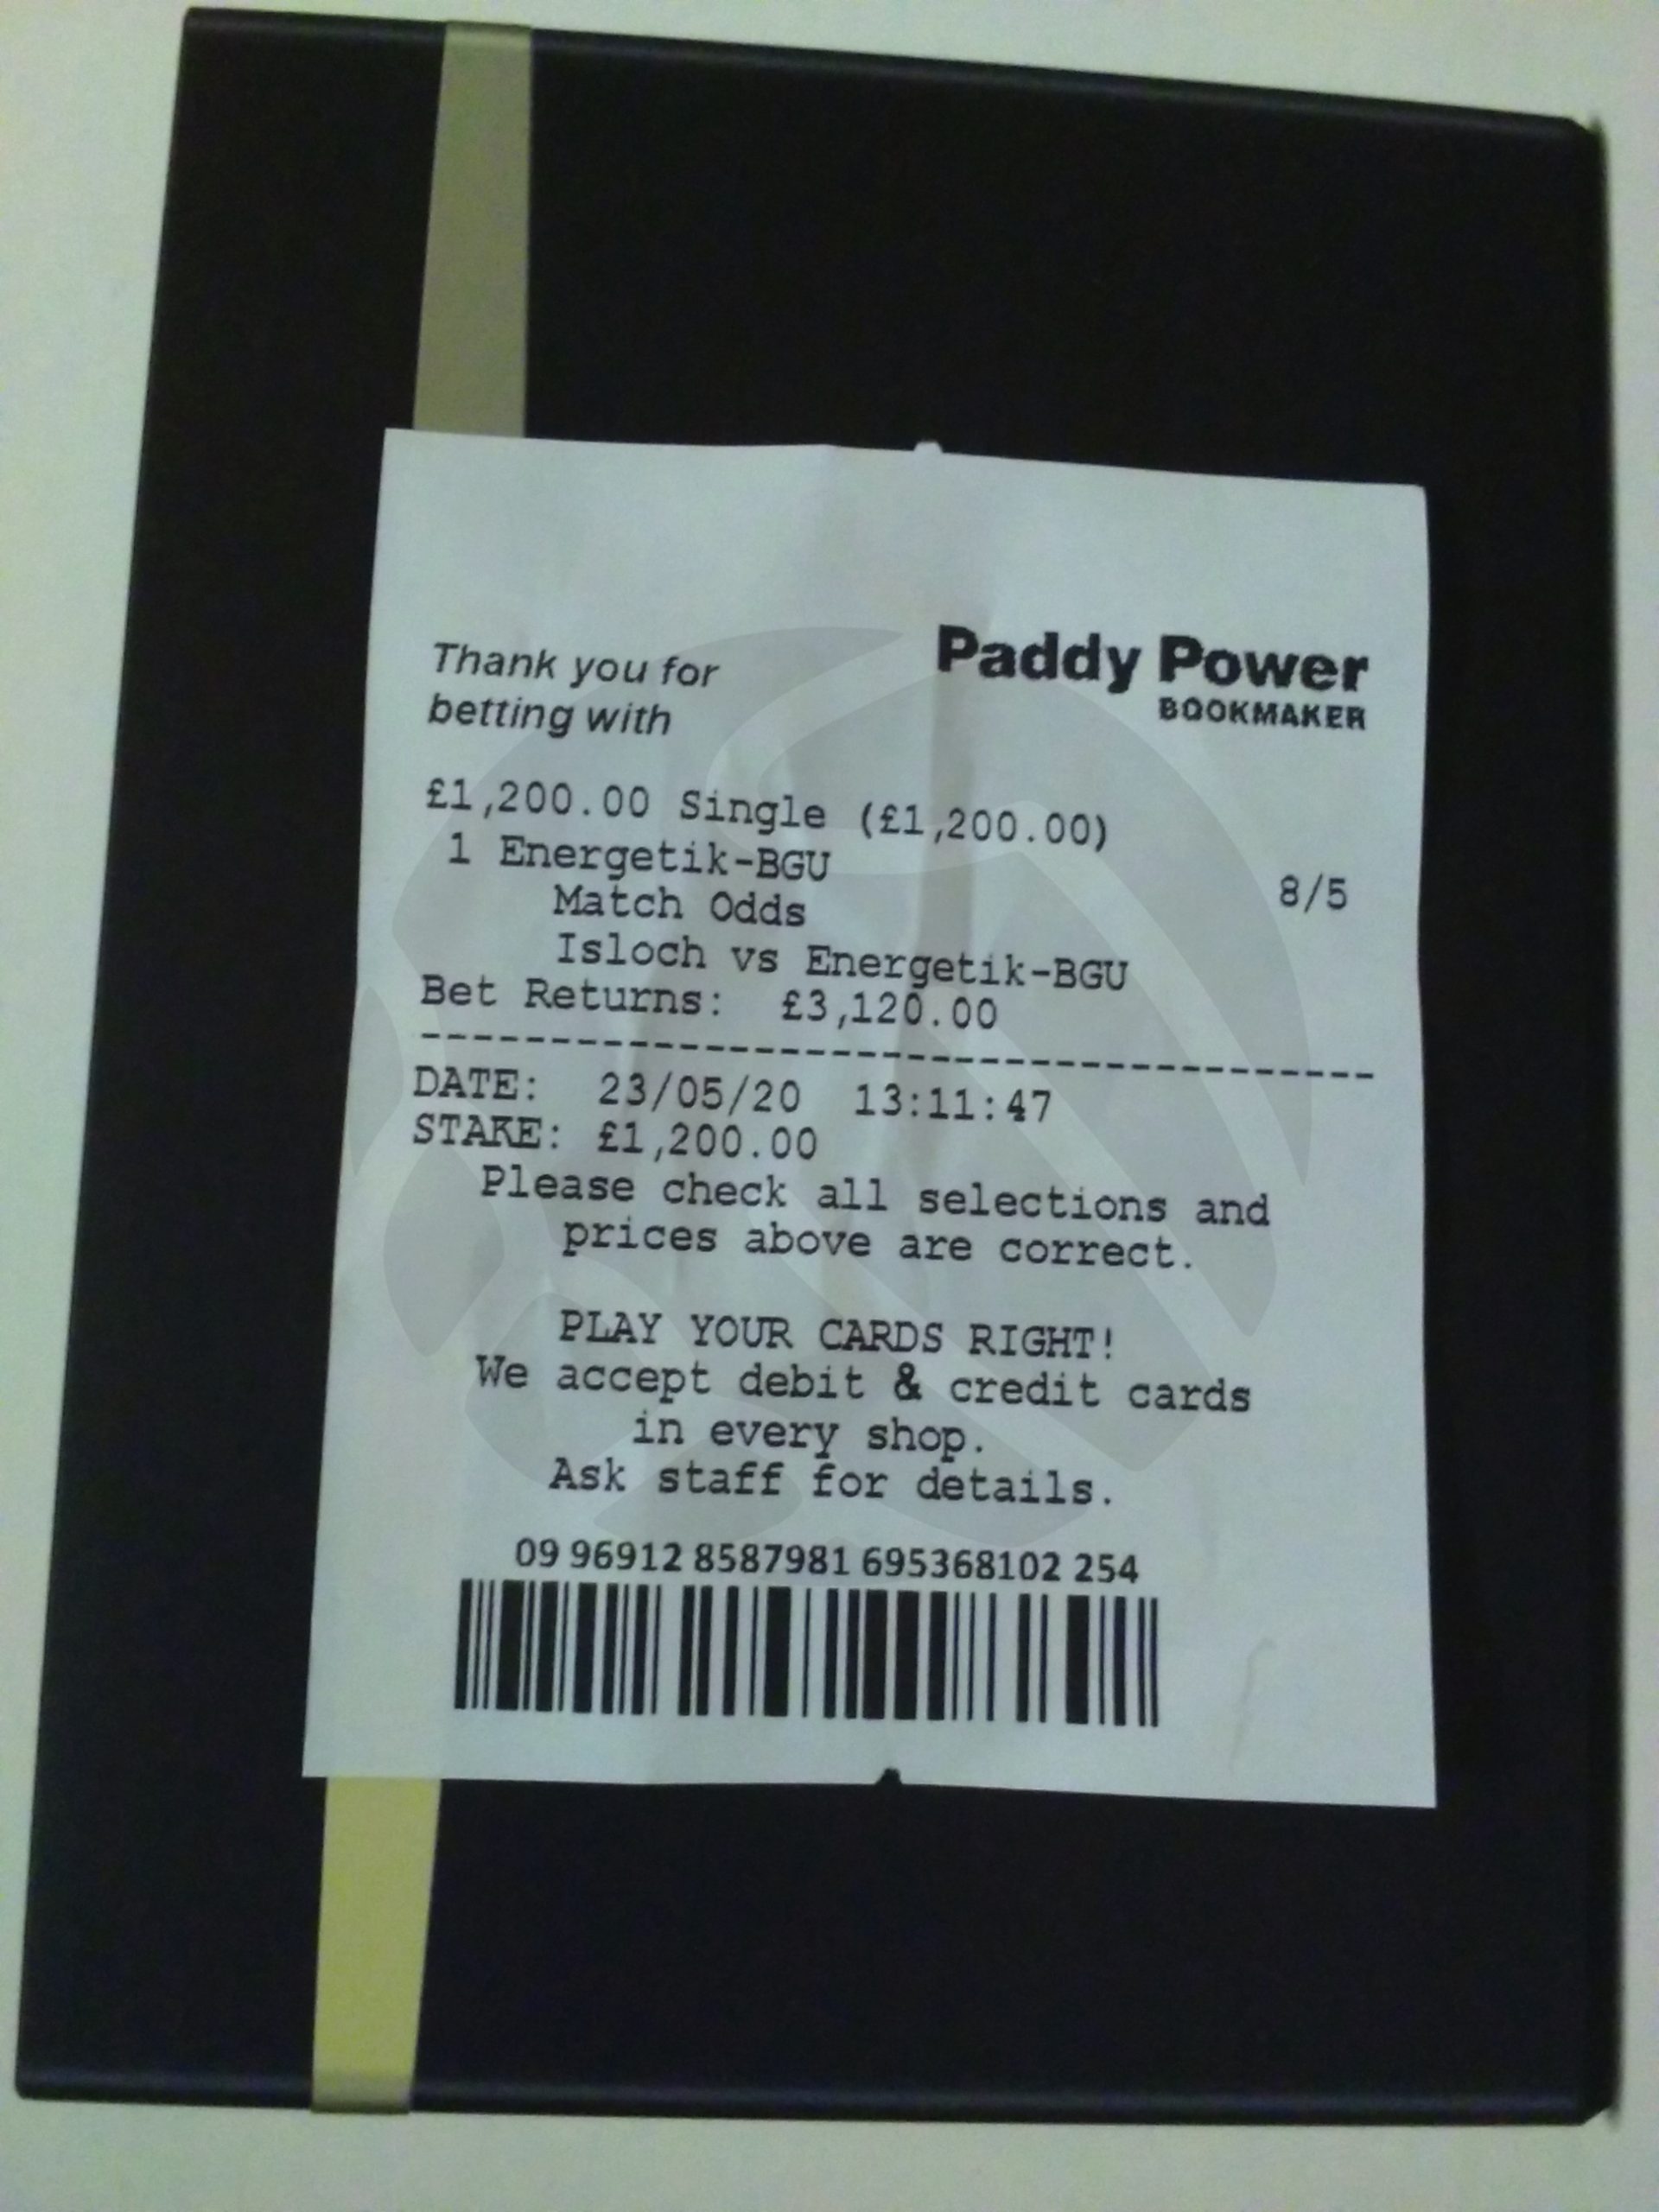 Thank you for
betting with
Paddy Power
BOOKMAKER
£1,200.00 Single (£1,200.00)
1 Energetik-BGU
8/5
Match Odds
Isloch vs Energetik-BGU
Bet Returns: £3,120.00
------------------------------------
DATE: 23/05/20 13:11:47
STAKE: £1,200.00
Please check all selections and
prices above are correct.
PLAY YOUR CARDS RIGHT!
We accept debit & credit cards
in every shop.
Ask staff for details.
09 96912 8587981 695368102 254